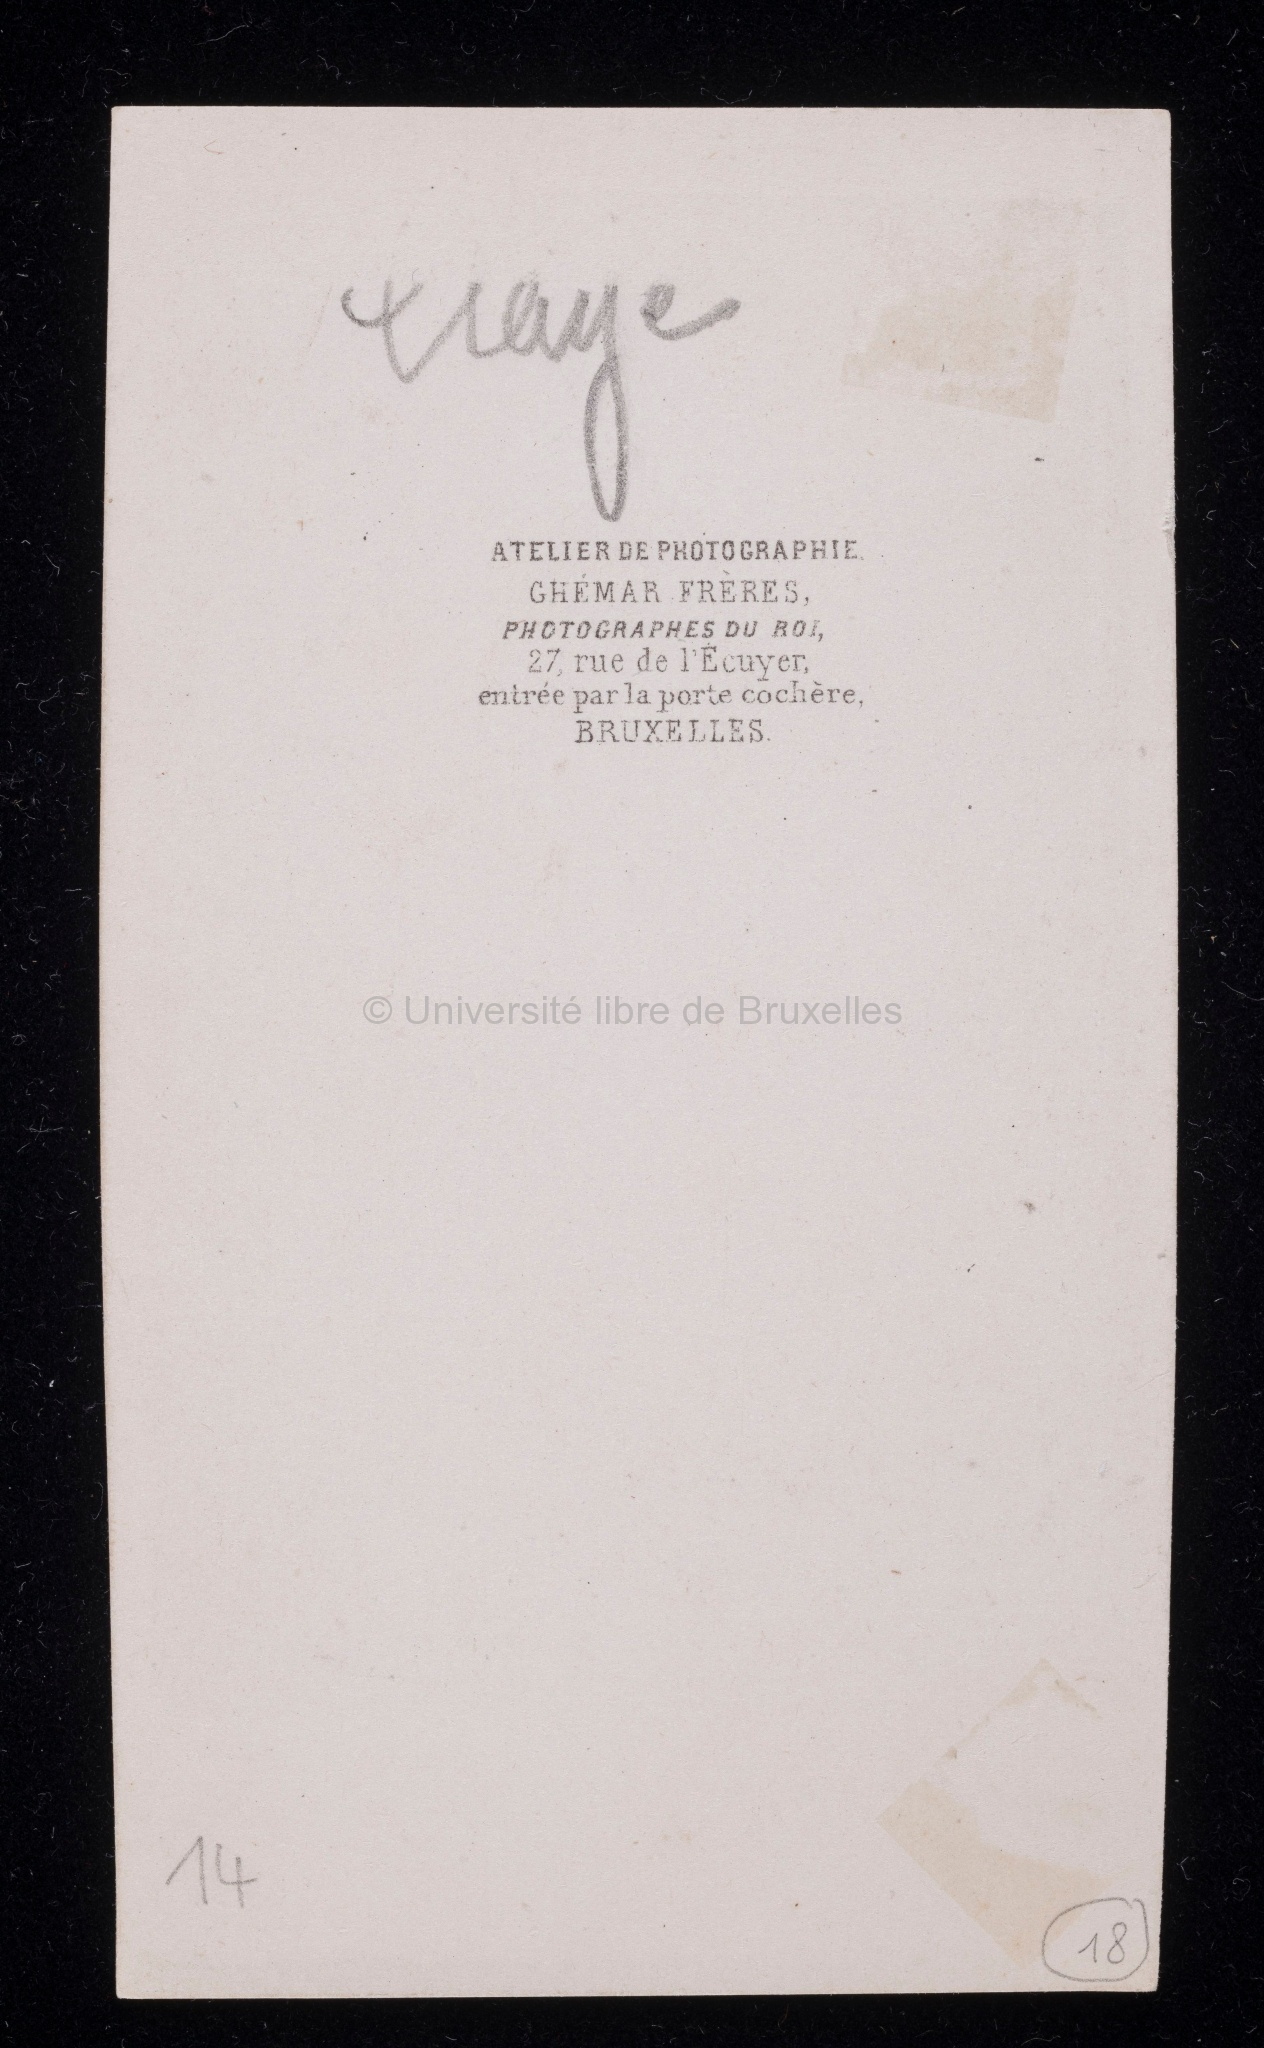 ATELIER DE PHOTOGRAPHIE.
GHÉMAR FRÈRES,
PHOTOGRAPHES DU ROI,
27, rue de l'Écuyer,
entrée par la porte cochère,
BRUXELLES.
© Université libre de Bruxelles
14
18